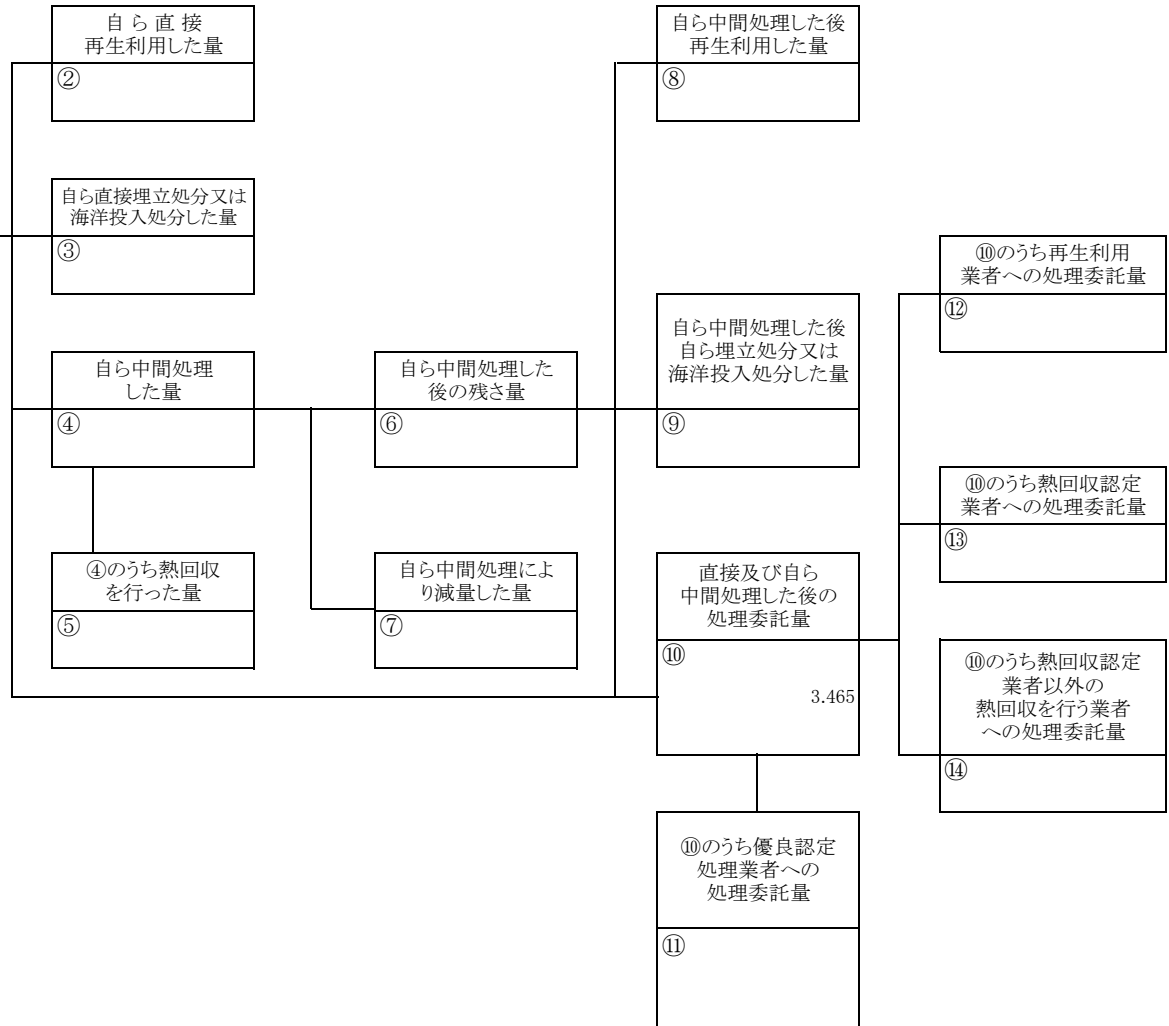 自 ら 直 接
再生利用した量
②
自ら中間処理した後
再生利用した量
⑧
自ら直接埋立処分又は
海洋投入処分した量
③
⑩のうち再生利用
業者への処理委託量
⑫
自ら中間処理
した量
④
自ら中間処理した
後の残さ量
⑥
自ら中間処理した後
自ら埋立処分又は
海洋投入処分した量
⑨
⑩のうち熱回収認定
業者への処理委託量
⑬
④のうち熱回収
を行った量
⑤
自ら中間処理によ
り減量した量
⑦
直接及び自ら
中間処理した後の
処理委託量
⑩
3.465
⑩のうち熱回収認定
業者以外の
熱回収を行う業者
への処理委託量
⑭
⑩のうち優良認定
処理業者への
処理委託量
⑪